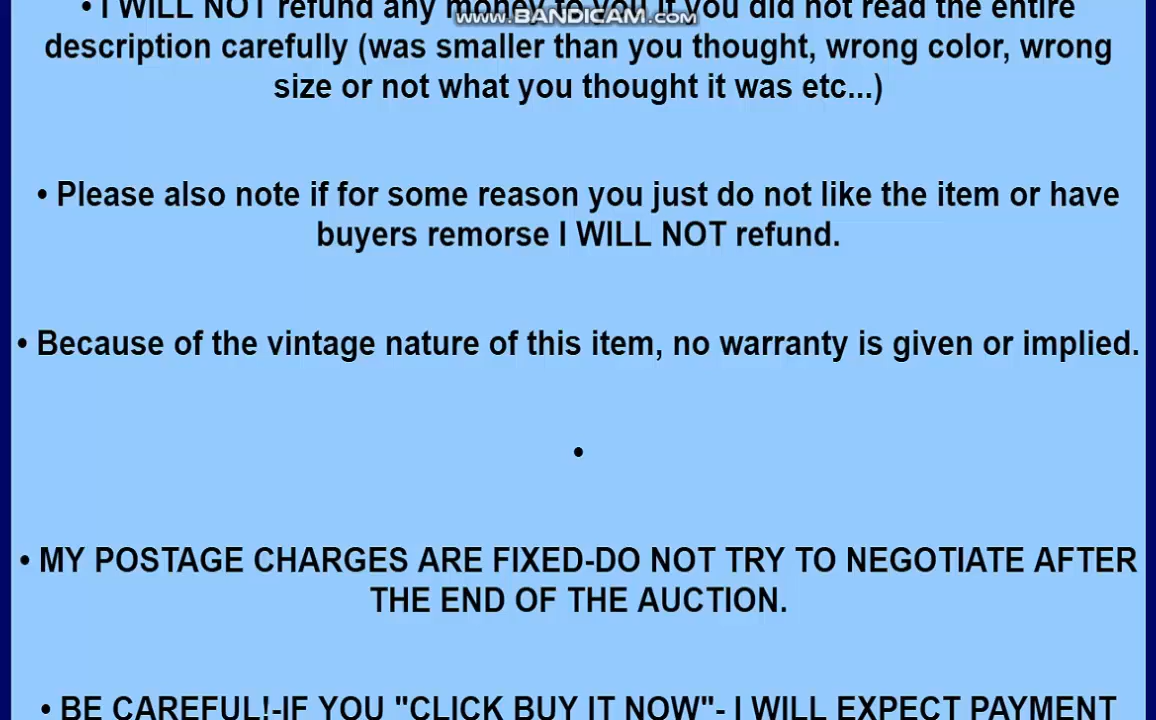 • I WILL NOT refund any money to you if you did not read the entire
www.BANDICAM.com
description carefully (was smaller than you thought, wrong color, wrong
size or not what you thought it was etc...)
• Please also note if for some reason you just do not like the item or have
buyers remorse I WILL NOT refund.
• Because of the vintage nature of this item, no warranty is given or implied.
•
• MY POSTAGE CHARGES ARE FIXED-DO NOT TRY TO NEGOTIATE AFTER
THE END OF THE AUCTION.
• BE CAREFUL!-IF YOU "CLICK BUY IT NOW"- I WILL EXPECT PAYMENT